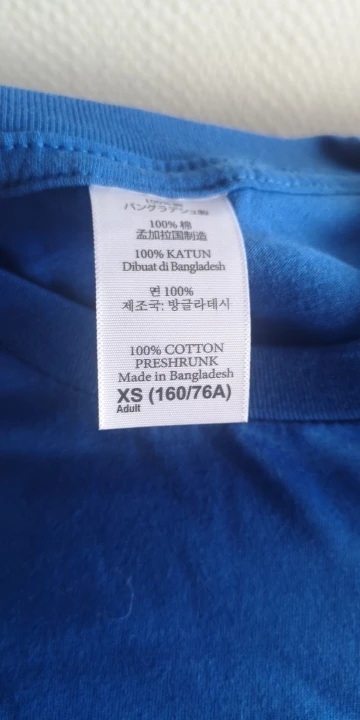 バングラデシュ製
100% 棉
孟加拉国制造
100% KATUN
Dibuat di Bangladesh
면 100%
제조국: 방글라데시
100% COTTON
PRESHRUNK
Made in Bangladesh
XS (160/76A)
Adult